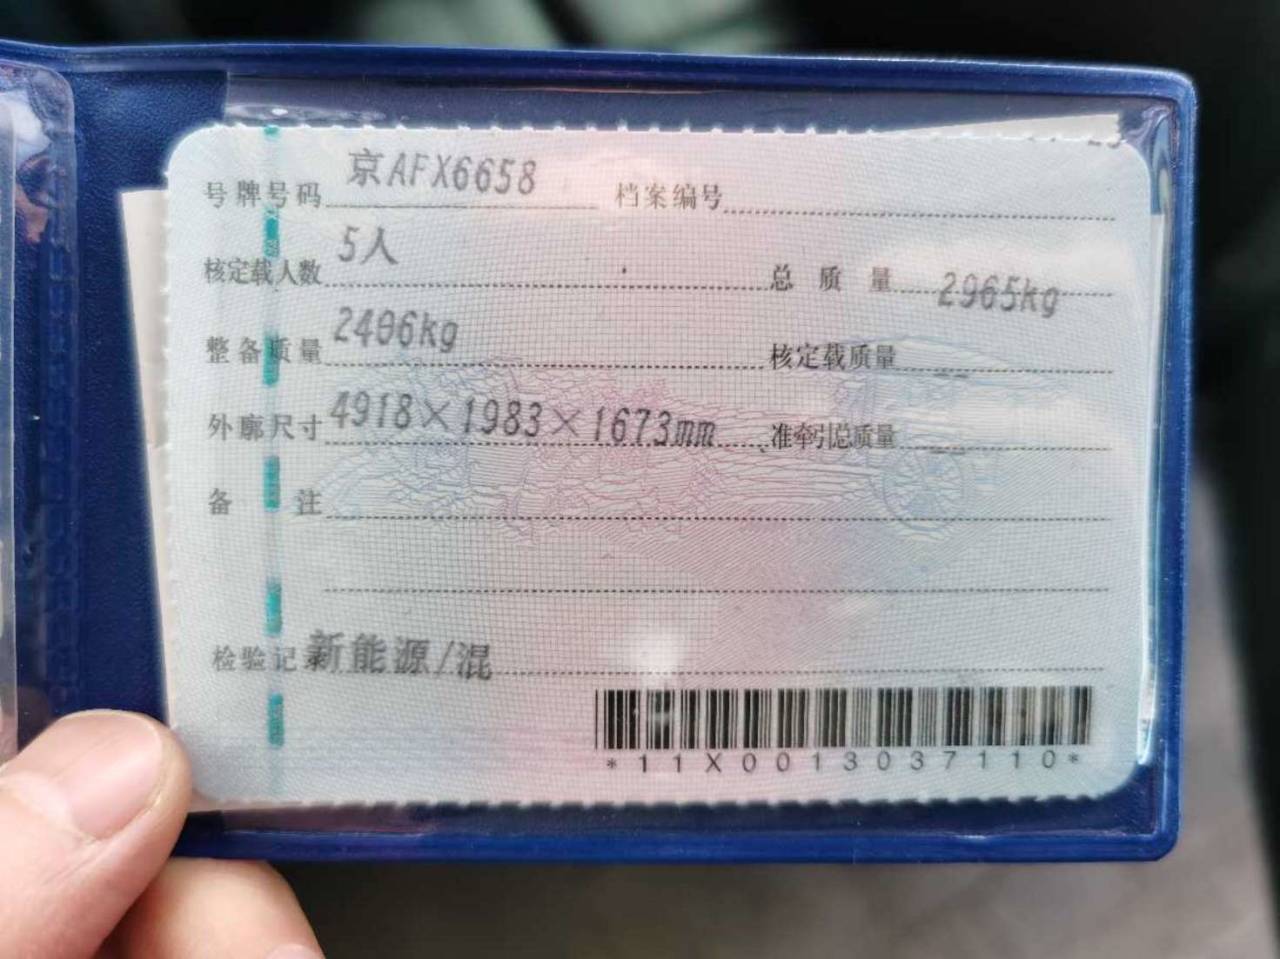 号牌号码 京AFX6658 档案编号
核定载人数 5人 总质量 2965kg
整备质量 2406kg 核定载质量 --
外廓尺寸 4918×1983×1673mm 准牵引总质量 --
备注
检验记录 新能源/混
*11X0013037110*